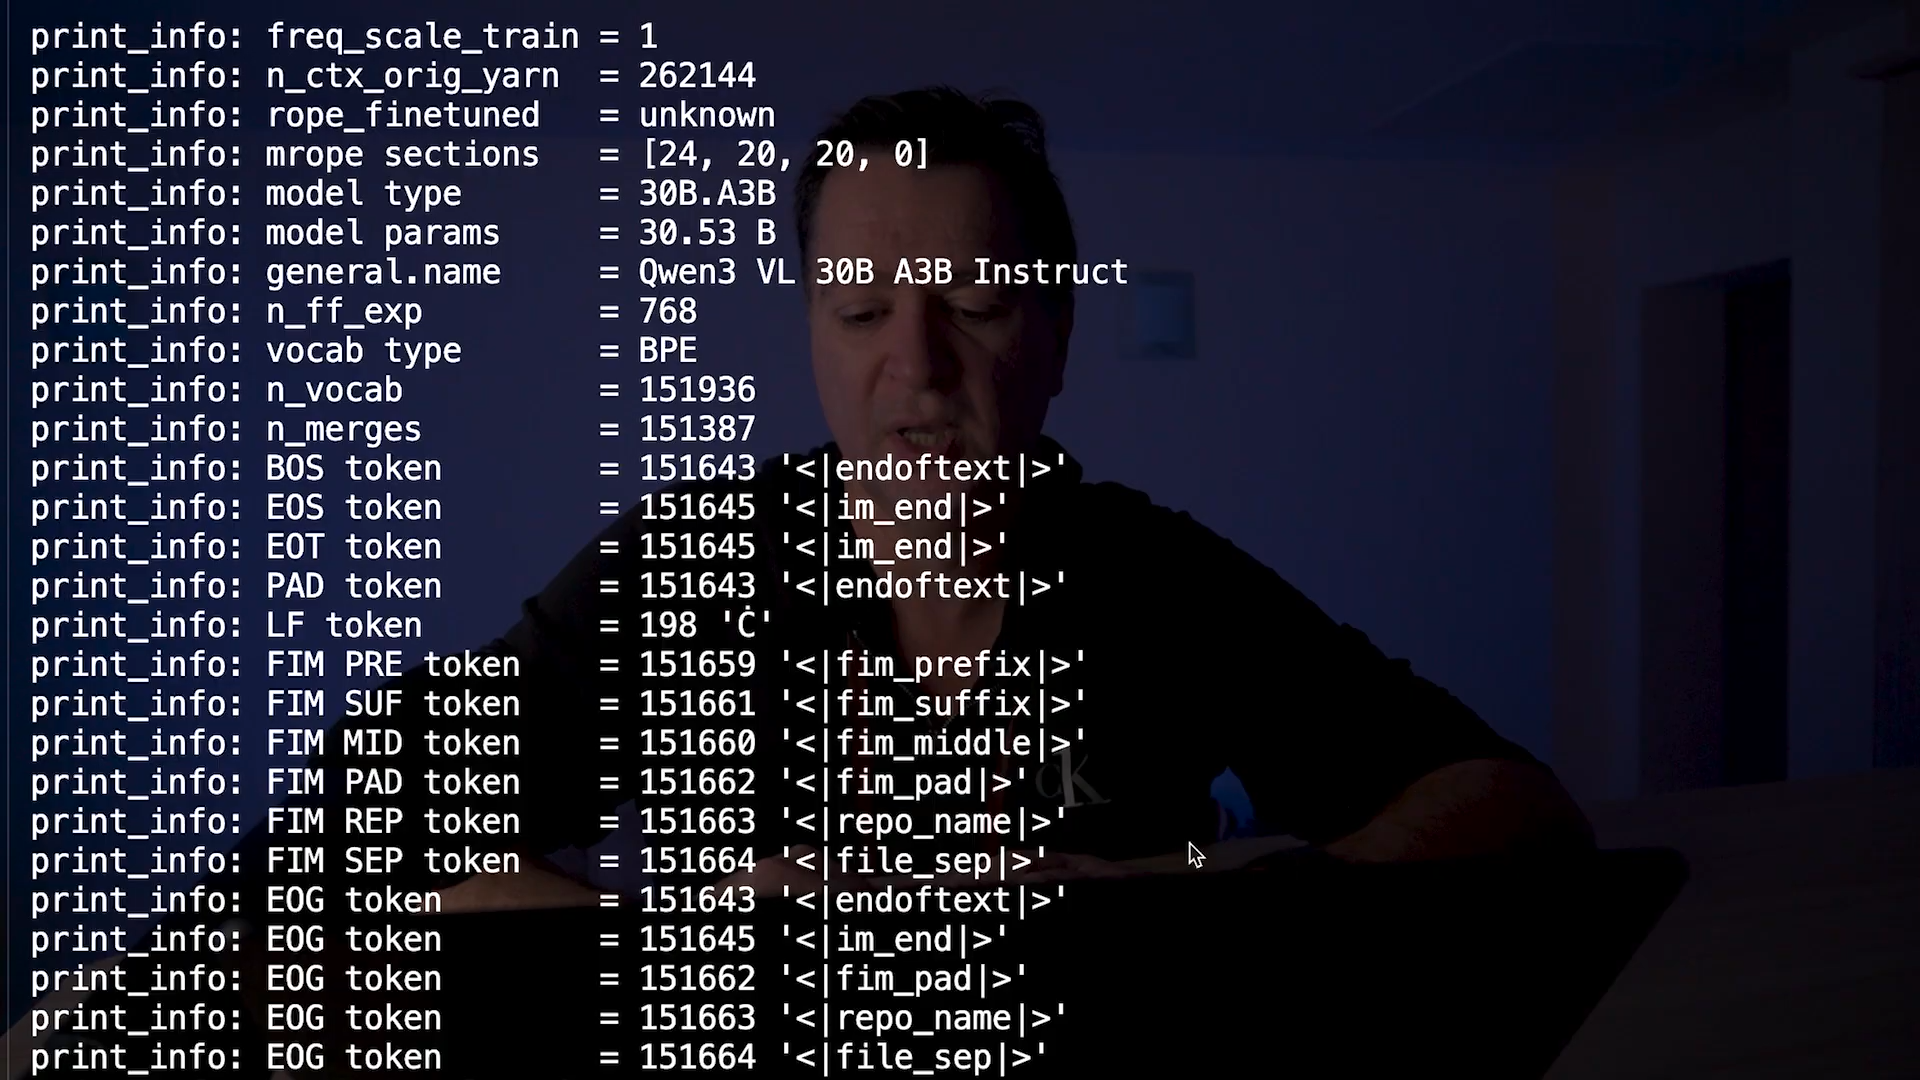 print_info: freq_scale_train = 1
print_info: n_ctx_orig_yarn  = 262144
print_info: rope_finetuned   = unknown
print_info: mrope sections   = [24, 20, 20, 0]
print_info: model type       = 30B.A3B
print_info: model params     = 30.53 B
print_info: general.name     = Qwen3 VL 30B A3B Instruct
print_info: n_ff_exp         = 768
print_info: vocab type       = BPE
print_info: n_vocab          = 151936
print_info: n_merges         = 151387
print_info: BOS token        = 151643 '<|endoftext|>'
print_info: EOS token        = 151645 '<|im_end|>'
print_info: EOT token        = 151645 '<|im_end|>'
print_info: PAD token        = 151643 '<|endoftext|>'
print_info: LF token         = 198 'Ċ'
print_info: FIM PRE token    = 151659 '<|fim_prefix|>'
print_info: FIM SUF token    = 151661 '<|fim_suffix|>'
print_info: FIM MID token    = 151660 '<|fim_middle|>'
print_info: FIM PAD token    = 151662 '<|fim_pad|>'
print_info: FIM REP token    = 151663 '<|repo_name|>'
print_info: FIM SEP token    = 151664 '<|file_sep|>'
print_info: EOG token        = 151643 '<|endoftext|>'
print_info: EOG token        = 151645 '<|im_end|>'
print_info: EOG token        = 151662 '<|fim_pad|>'
print_info: EOG token        = 151663 '<|repo_name|>'
print_info: EOG token        = 151664 '<|file_sep|>'
cK